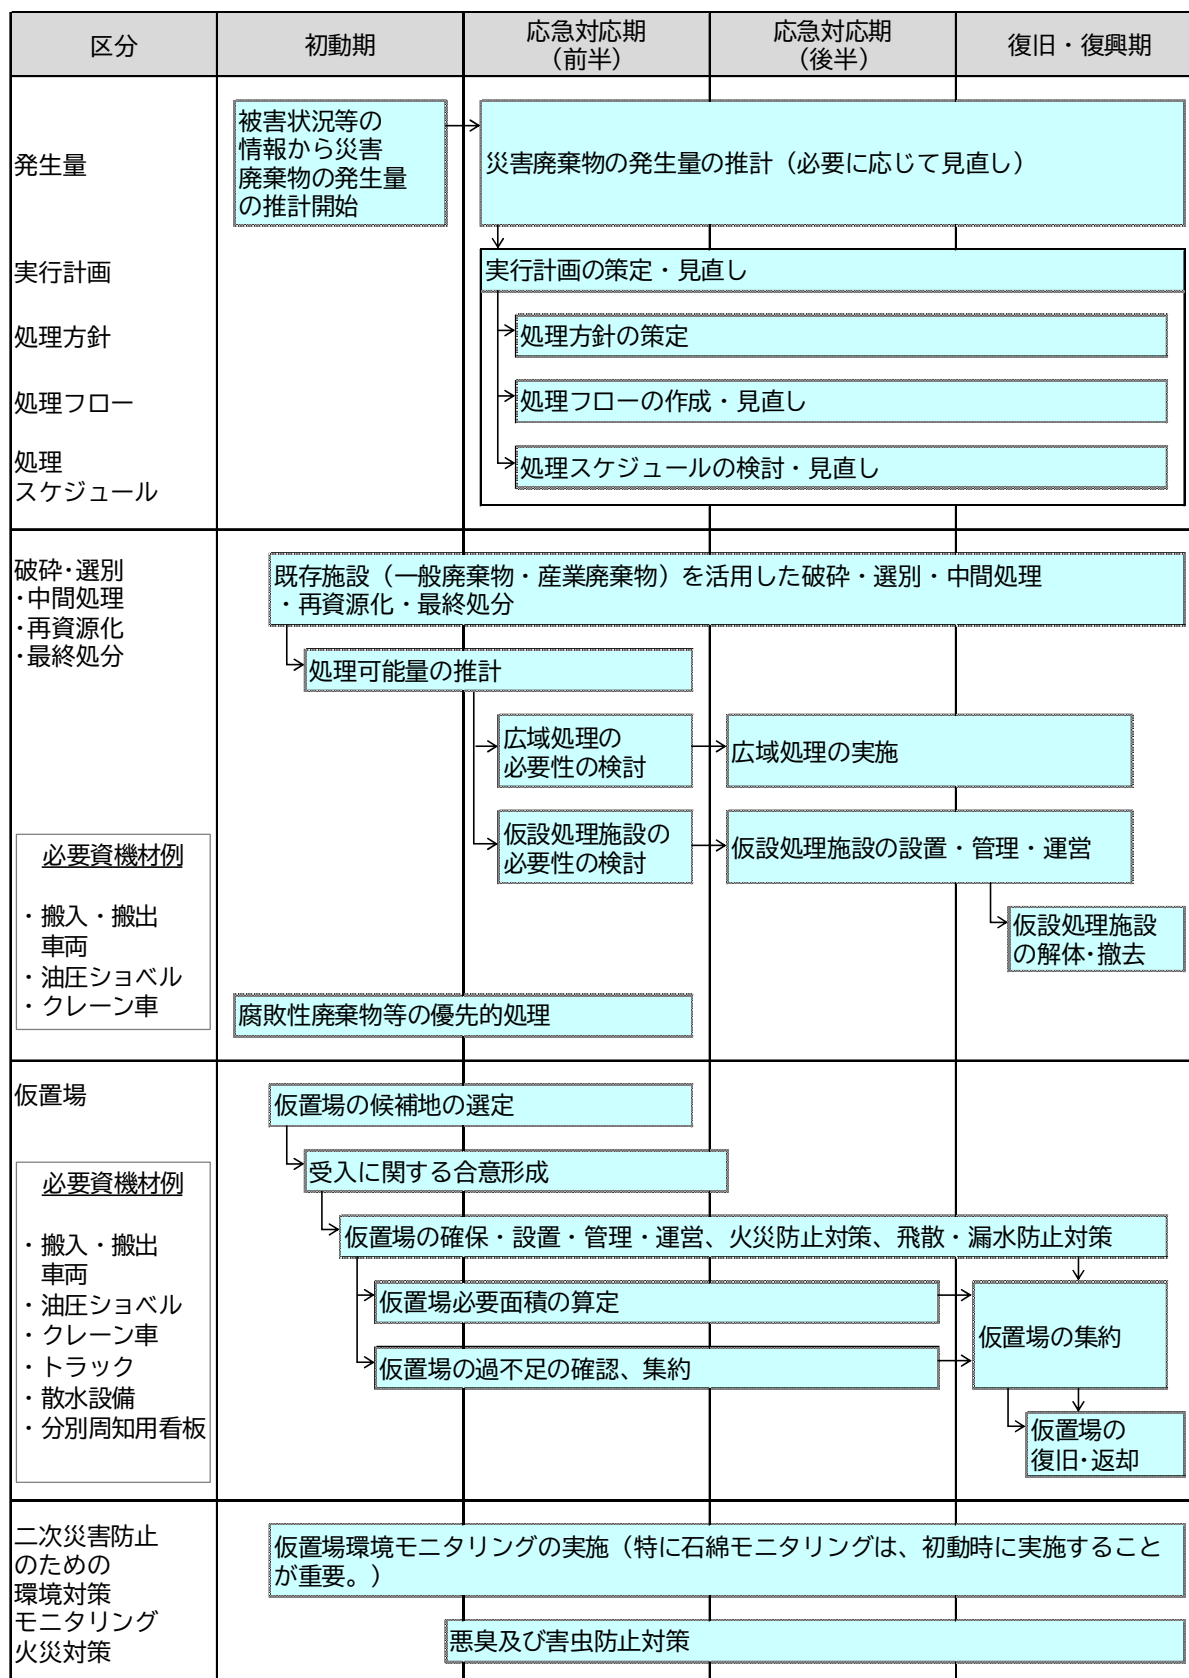 区分
初動期
応急対応期
（前半）
応急対応期
（後半）
復旧・復興期
発生量
被害状況等の
情報から災害
廃棄物の発生量
の推計開始
災害廃棄物の発生量の推計（必要に応じて見直し）
実行計画
実行計画の策定・見直し
処理方針
処理方針の策定
処理フロー
処理フローの作成・見直し
処理
スケジュール
処理スケジュールの検討・見直し
破砕・選別
・中間処理
・再資源化
・最終処分
既存施設（一般廃棄物・産業廃棄物）を活用した破砕・選別・中間処理
・再資源化・最終処分
処理可能量の推計
広域処理の
必要性の検討
広域処理の実施
仮設処理施設の
必要性の検討
仮設処理施設の設置・管理・運営
仮設処理施設
の解体・撤去
必要資機材例
・搬入・搬出
車両
・油圧ショベル
・クレーン車
腐敗性廃棄物等の優先的処理
仮置場
仮置場の候補地の選定
受入に関する合意形成
仮置場の確保・設置・管理・運営、火災防止対策、飛散・漏水防止対策
仮置場必要面積の算定
仮置場の集約
仮置場の過不足の確認、集約
仮置場の
復旧・返却
必要資機材例
・搬入・搬出
車両
・油圧ショベル
・クレーン車
・トラック
・散水設備
・分別周知用看板
二次災害防止
のための
環境対策
モニタリング
火災対策
仮置場環境モニタリングの実施（特に石綿モニタリングは、初動時に実施すること
が重要。）
悪臭及び害虫防止対策